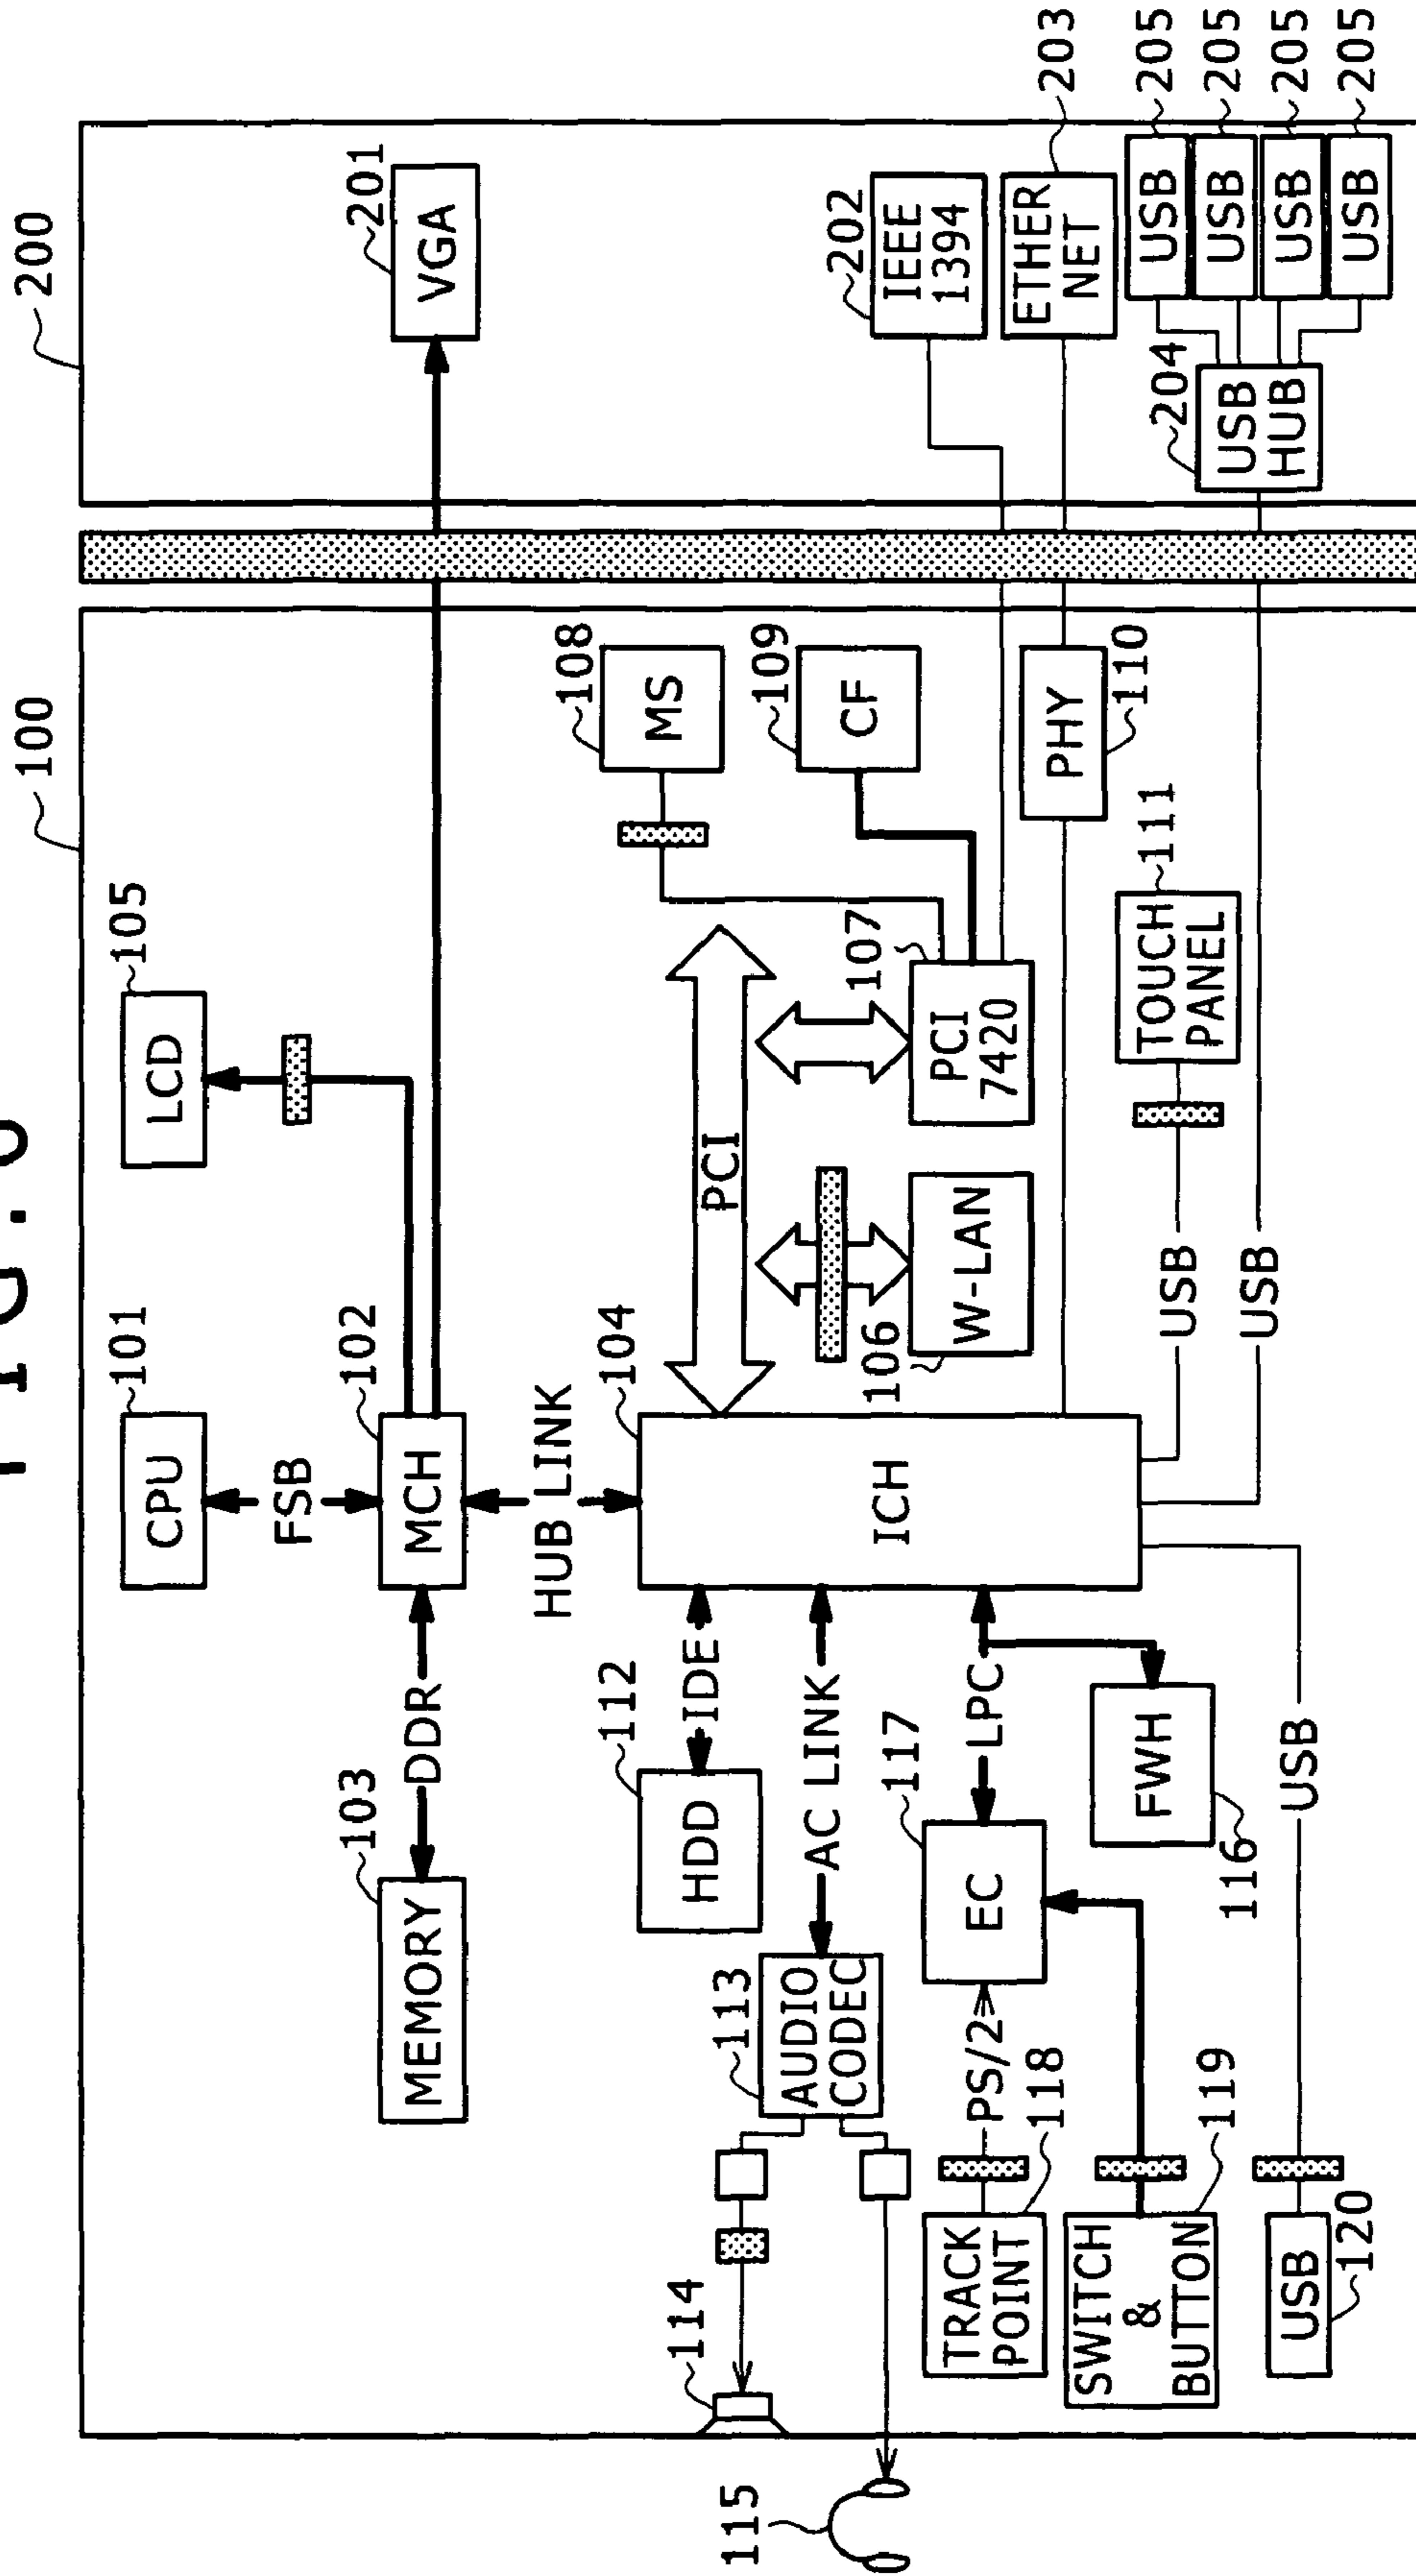 FIG.
100
200
101
105
CPU
LCD
FSB
103
102
201
MEMORY
DDR
MCH
VGA
HUB LINK
112
104
108
HDD
IDE
MS
PCI
114
113
109
115
AUDIO
CODEC
AC LINK
ICH
CF
117
106
107
202
TRACK
POINT
PS/2
EC
LPC
W-LAN
PCI
7420
IEEE
1394
118
PHY
110
ETHER
NET
203
SWITCH
&
BUTTON
119
FWH
116
TOUCH
PANEL
111
USB
204
USB
HUB
USB
205
USB
205
USB
205
USB
205
USB
USB
120
USB